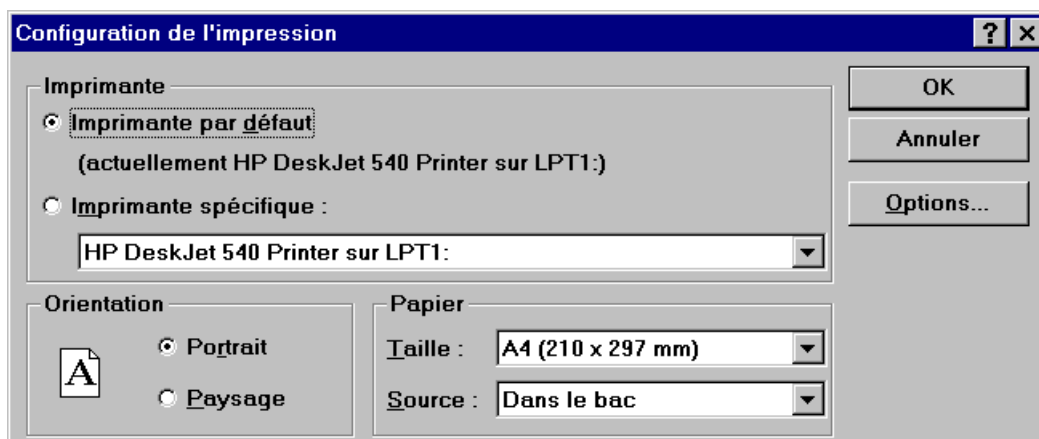 Configuration de l'impression
Imprimante
OK
Imprimante par défaut
Annuler
(actuellement HP DeskJet 540 Printer sur LPT1:)
Imprimante spécifique :
Options...
HP DeskJet 540 Printer sur LPT1:
Orientation
Papier
A
Portrait
Taille : A4 (210 x 297 mm)
Paysage
Source : Dans le bac